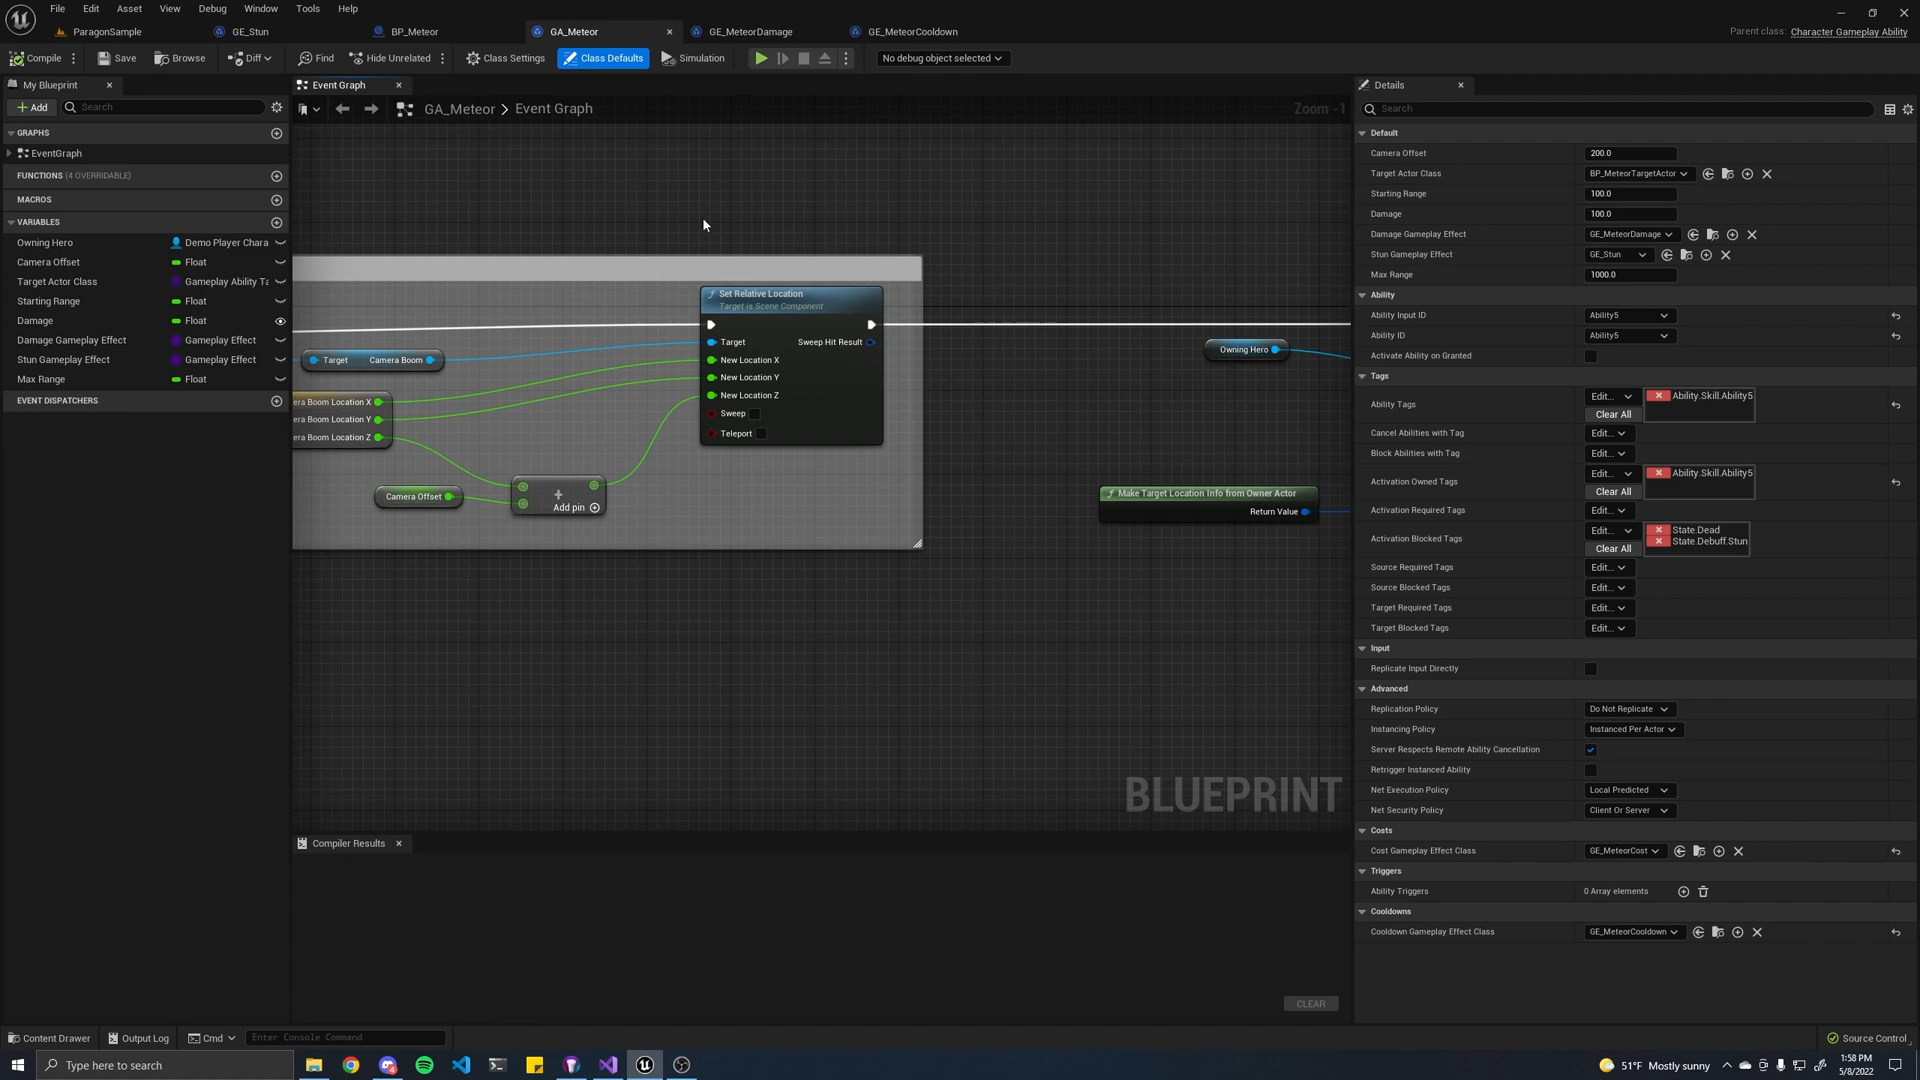 File Edit Asset View Debug Window Tools Help
ParagonSample GE_Stun BP_Meteor GA_Meteor GE_MeteorDamage GE_MeteorCooldown Parent class: Character Gameplay Ability
Compile Save Browse Diff Find Hide Unrelated Class Settings Class Defaults Simulation No debug object selected
My Blueprint
Add Search
GRAPHS
EventGraph
FUNCTIONS (4 OVERRIDABLE)
MACROS
VARIABLES
Owning Hero Demo Player Chara
Camera Offset Float
Target Actor Class Gameplay Ability Ta
Starting Range Float
Damage Float
Damage Gameplay Effect Gameplay Effect
Stun Gameplay Effect Gameplay Effect
Max Range Float
EVENT DISPATCHERS
Event Graph
GA_Meteor > Event Graph Zoom -1
Set Relative Location
Target is Scene Component
Target Sweep Hit Result
New Location X
New Location Y
New Location Z
Sweep
Teleport
Target Camera Boom
era Boom Location X
era Boom Location Y
era Boom Location Z
Camera Offset
+
Add pin
Owning Hero
Make Target Location Info from Owner Actor
Return Value
BLUEPRINT
Compiler Results
CLEAR
Details
Search
Default
Camera Offset 200.0
Target Actor Class BP_MeteorTargetActor
Starting Range 100.0
Damage 100.0
Damage Gameplay Effect GE_MeteorDamage
Stun Gameplay Effect GE_Stun
Max Range 1000.0
Ability
Ability Input ID Ability5
Ability ID Ability5
Activate Ability on Granted
Tags
Ability Tags Edit... Clear All Ability.Skill.Ability5
Cancel Abilities with Tag Edit...
Block Abilities with Tag Edit...
Activation Owned Tags Edit... Clear All Ability.Skill.Ability5
Activation Required Tags Edit...
Activation Blocked Tags Edit... Clear All State.Dead State.Debuff.Stun
Source Required Tags Edit...
Source Blocked Tags Edit...
Target Required Tags Edit...
Target Blocked Tags Edit...
Input
Replicate Input Directly
Advanced
Replication Policy Do Not Replicate
Instancing Policy Instanced Per Actor
Server Respects Remote Ability Cancellation
Retrigger Instanced Ability
Net Execution Policy Local Predicted
Net Security Policy Client Or Server
Costs
Cost Gameplay Effect Class GE_MeteorCost
Triggers
Ability Triggers 0 Array elements
Cooldowns
Cooldown Gameplay Effect Class GE_MeteorCooldown
Content Drawer Output Log Cmd Enter Console Command Source Control
Type here to search 51°F Mostly sunny 1:58 PM
5/8/2022